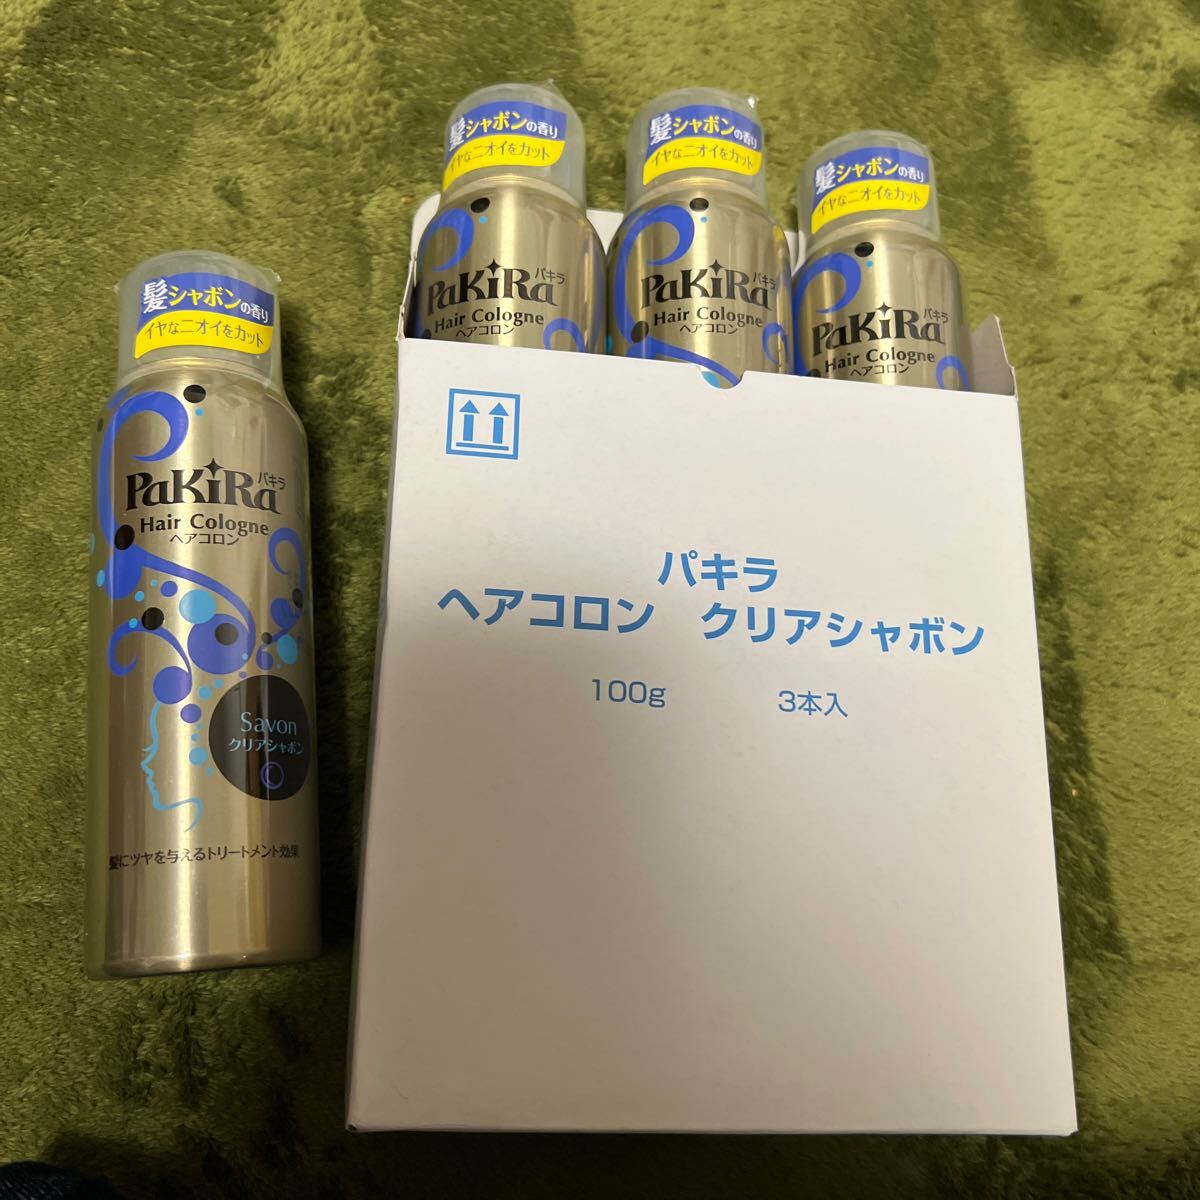 髪シャボンの香り
イヤなニオイをカット
PaKiRa パキラ
Hair Cologne
ヘアコロン
Savon
クリアシャボン
髪にツヤを与えるトリートメント効果
髪シャボンの香り
イヤなニオイをカット
PaKiRa パキラ
Hair Cologne
ヘアコロン
髪シャボンの香り
イヤなニオイをカット
PaKiRa パキラ
Hair Cologne
ヘアコロン
髪シャボンの香り
イヤなニオイをカット
PaKiRa パキラ
Hair Cologne
ヘアコロン
パキラ
ヘアコロン クリアシャボン
100g 3本入